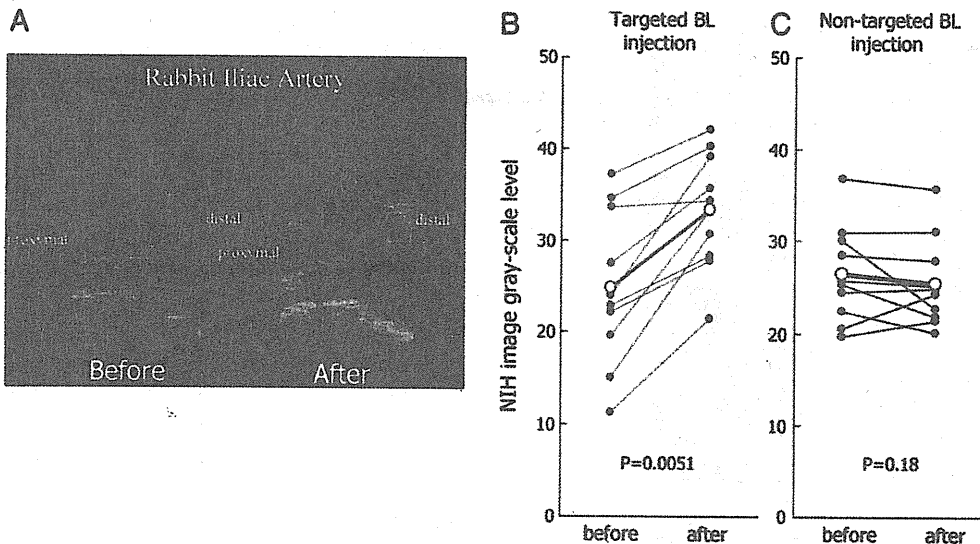 A
Rabbit Iliac Artery
proxymal
distal
proxymal
distal
Before
After
B
Targeted BL
injection
NIH image gray-scale level
50
40
30
20
10
0
P=0.0051
before
after
C
Non-targeted BL
injection
50
40
30
20
10
0
P=0.18
before
after